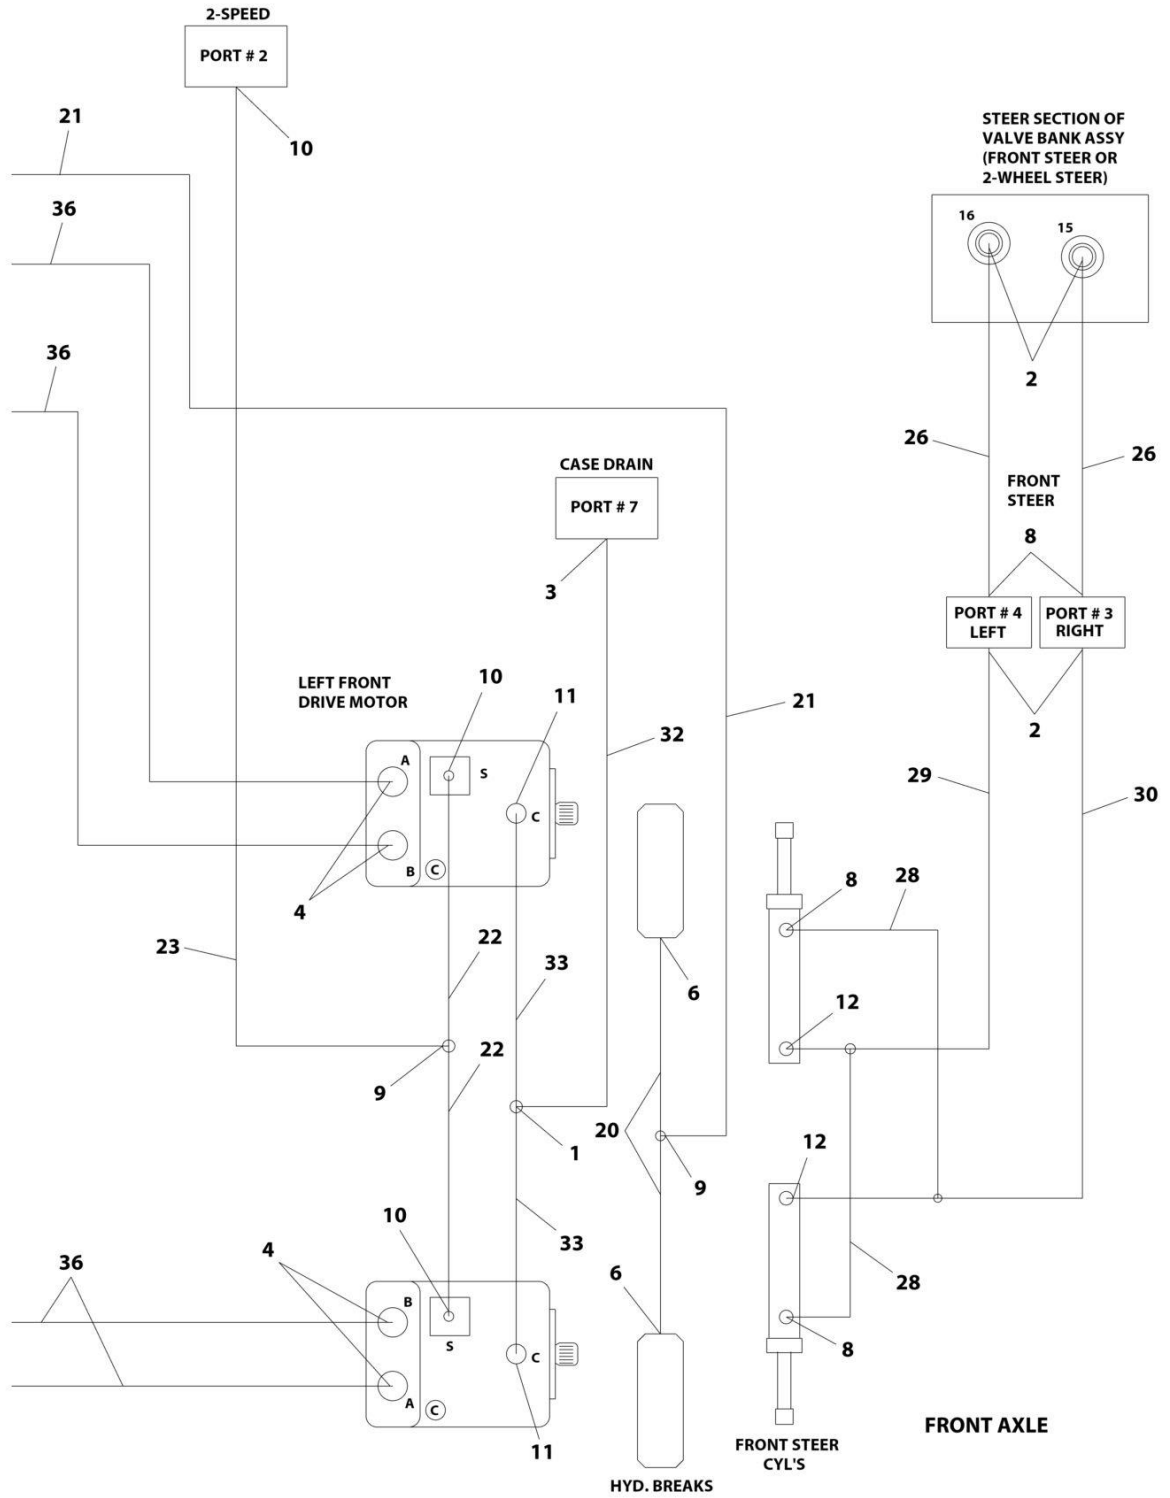 2-SPEED
PORT # 2
10
21
36
36
STEER SECTION OF
VALVE BANK ASSY
(FRONT STEER OR
2-WHEEL STEER)
16
15
2
26
26
FRONT
STEER
8
PORT # 4
LEFT
PORT # 3
RIGHT
2
CASE DRAIN
PORT # 7
3
LEFT FRONT
DRIVE MOTOR
10
11
21
32
29
30
A
S
C
B
C
4
8
28
23
22
33
6
12
9
22
1
20
9
12
10
33
4
36
6
28
B
S
C
A
C
8
11
FRONT STEER
CYL'S
FRONT AXLE
HYD. BREAKS